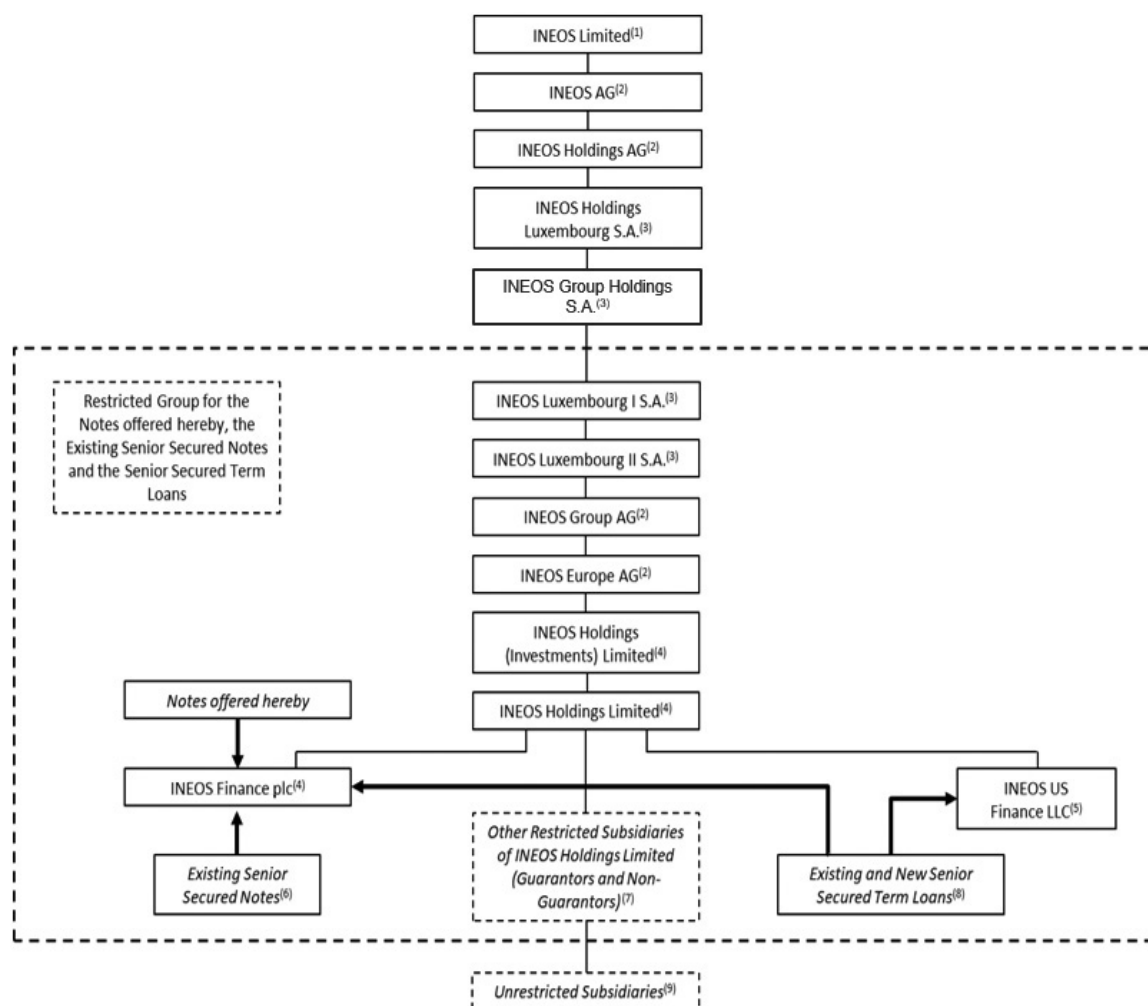 INEOS Limited(1)
INEOS AG(2)
INEOS Holdings AG(2)
INEOS Holdings
Luxembourg S.A.(3)
INEOS Group Holdings
S.A.(3)
Restricted Group for the
Notes offered hereby, the
Existing Senior Secured Notes
and the Senior Secured Term
Loans
INEOS Luxembourg I S.A.(3)
INEOS Luxembourg II S.A.(3)
INEOS Group AG(2)
INEOS Europe AG(2)
INEOS Holdings
(Investments) Limited(4)
Notes offered hereby
INEOS Holdings Limited(4)
INEOS Finance plc(4)
INEOS US
Finance LLC(5)
Other Restricted Subsidiaries
of INEOS Holdings Limited
(Guarantors and Non-
Guarantors)(7)
Existing Senior
Secured Notes(6)
Existing and New Senior
Secured Term Loans(8)
Unrestricted Subsidiaries(9)